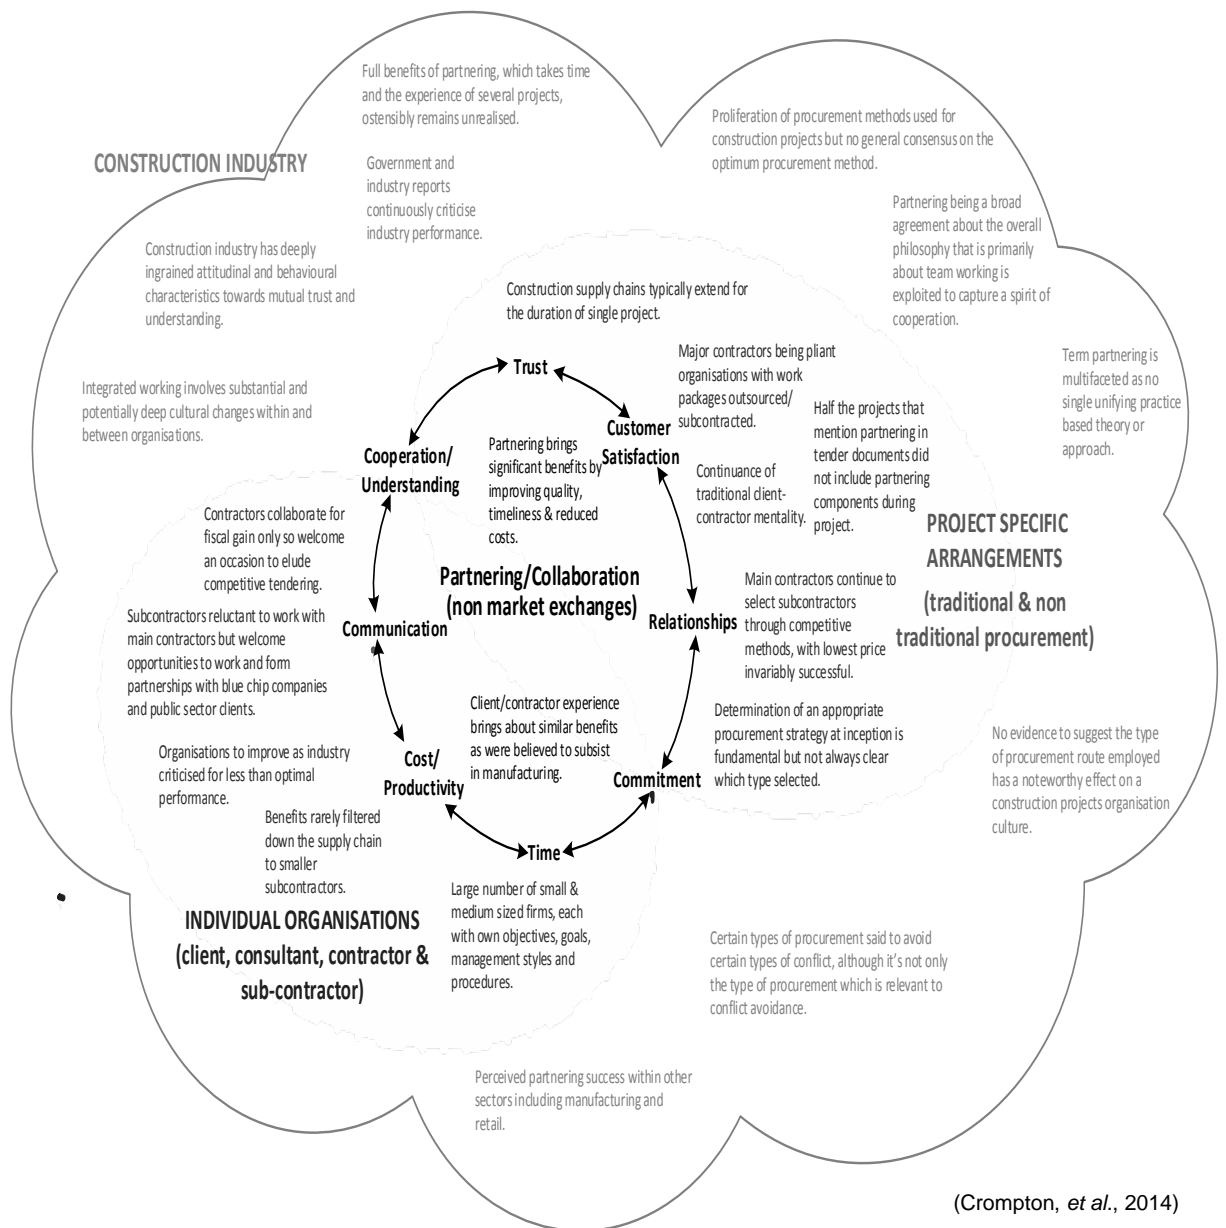 Full benefits of partnering, which takes time
and the experience of several projects,
ostensibly remains unrealised.
Proliferation of procurement methods used for
construction projects but no general consensus on the
optimum procurement method.
CONSTRUCTION INDUSTRY
Government and
industry reports
continuously criticise
industry performance.
Partnering being a broad
agreement about the overall
philosophy that is primarily
about team working is
exploited to capture a spirit of
cooperation.
Construction industry has deeply
ingrained attitudinal and behavioural
characteristics towards mutual trust and
understanding.
Construction supply chains typically extend for
the duration of single project.
Term partnering is
multifaceted as no
single unifying practice
based theory or
approach.
Integrated working involves substantial and
potentially deep cultural changes within and
between organisations.
Trust
Major contractors being pliant
organisations with work
packages outsourced/
subcontracted.
Half the projects that
mention partnering in
tender documents did
not include partnering
components during
project.
Customer
Satisfaction
Cooperation/
Understanding
Partnering brings
significant benefits by
improving quality,
timeliness & reduced
costs.
Continuance of
traditional client-
contractor mentality.
Contractors collaborate for
fiscal gain only so welcome
an occasion to elude
competitive tendering.
PROJECT SPECIFIC
ARRANGEMENTS
(traditional & non
traditional procurement)
Partnering/Collaboration
(non market exchanges)
Main contractors continue to
select subcontractors
through competitive
methods, with lowest price
invariably successful.
Subcontractors reluctant to work with
main contractors but welcome
opportunities to work and form
partnerships with blue chip companies
and public sector clients.
Communication
Relationships
Client/contractor experience
brings about similar benefits
as were believed to subsist
in manufacturing.
Determination of an appropriate
procurement strategy at inception is
fundamental but not always clear
which type selected.
No evidence to suggest the type
of procurement route employed
has a noteworthy effect on a
construction projects organisation
culture.
Organisations to improve as industry
criticised for less than optimal
performance.
Cost/
Productivity
Commitment
Benefits rarely filtered
down the supply chain
to smaller
subcontractors.
Time
Large number of small &
medium sized firms, each
with own objectives, goals,
management styles and
procedures.
INDIVIDUAL ORGANISATIONS
(client, consultant, contractor &
sub-contractor)
Certain types of procurement said to avoid
certain types of conflict, although it's not only
the type of procurement which is relevant to
conflict avoidance.
Perceived partnering success within other
sectors including manufacturing and
retail.
(Crompton, et al., 2014)